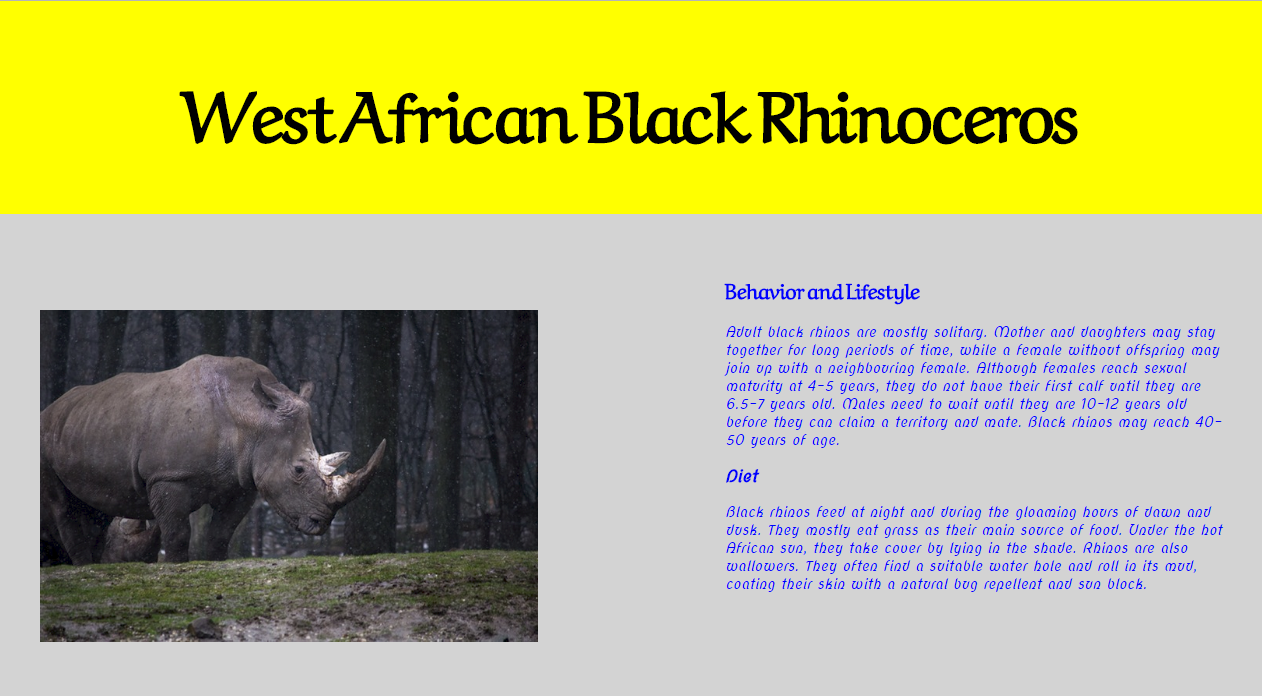 West African Black Rhinoceros
Behavior and Lifestyle
Adult black rhinos are mostly solitary. Mother and daughters may stay
together for long periods of time, while a female without offspring may
join up with a neighbouring female. Although females reach sexual
maturity at 4-5 years, they do not have their first calf until they are
6.5-7 years old. Males need to wait until they are 10-12 years old
before they can claim a territory and mate. Black rhinos may reach 40-
50 years of age.
Diet
Black rhinos feed at night and during the gloaming hours of dawn and
dusk. They mostly eat grass as their main source of food. Under the hot
African sun, they take cover by lying in the shade. Rhinos are also
wallowers. They often find a suitable water hole and roll in its mud,
coating their skin with a natural bug repellent and sun block.